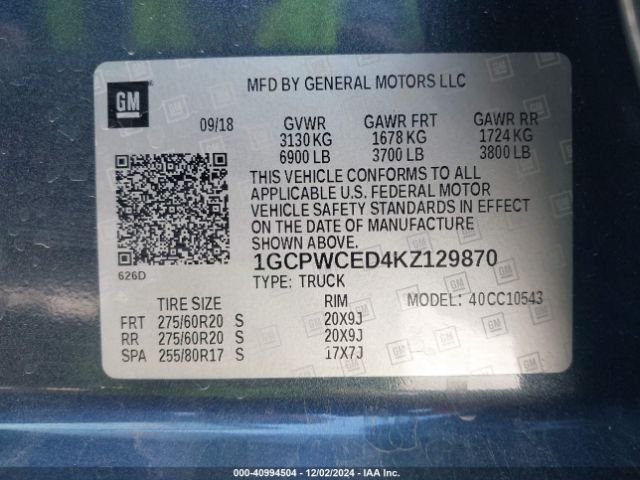 GM
MFD BY GENERAL MOTORS LLC
09/18 GVWR GAWR FRT GAWR RR
3130 KG 1678 KG 1724 KG
6900 LB 3700 LB 3800 LB
THIS VEHICLE CONFORMS TO ALL
APPLICABLE U.S. FEDERAL MOTOR
VEHICLE SAFETY STANDARDS IN EFFECT
ON THE DATE OF MANUFACTURE
SHOWN ABOVE.
626D
1GCPWCED4KZ129870
TYPE: TRUCK
TIRE SIZE RIM MODEL: 40CC10543
FRT 275/60R20 S 20X9J
RR 275/60R20 S 20X9J
SPA 255/80R17 S 17X7J
000-40994504 - 12/02/2024 - IAA Inc.